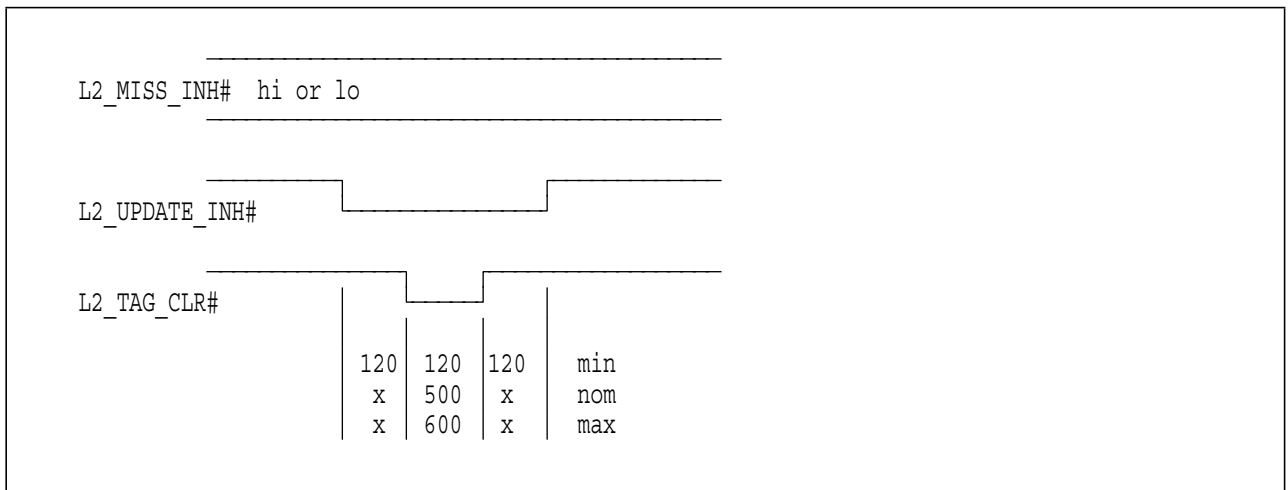 L2_MISS_INH# hi or lo
L2_UPDATE_INH#
L2_TAG_CLR#
120 120 120 min
x 500 x nom
x 600 x max